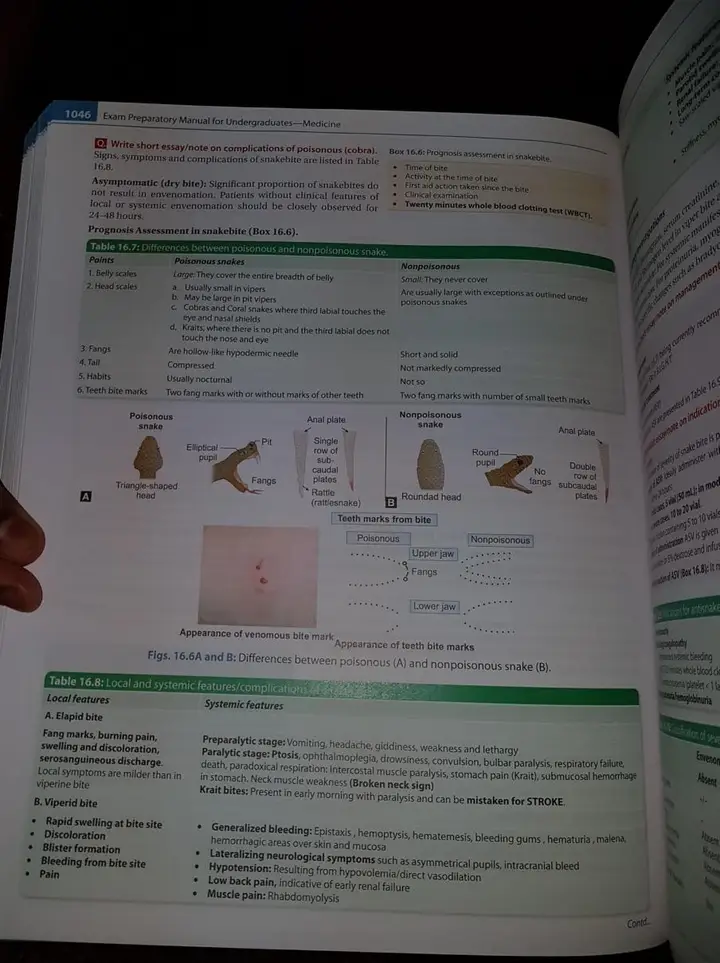 1046 Exam Preparatory Manual for Undergraduates—Medicine
Q. Write short essay/note on complications of poisonous (cobra).
Signs, symptoms and complications of snakebite are listed in Table
16.8.
Asymptomatic (dry bite): Significant proportion of snakebites do
not result in envenomation. Patients without clinical features of
local or systemic envenomation should be closely observed for
24–48 hours.
Prognosis Assessment in snakebite (Box 16.6).
Box 16.6: Prognosis assessment in snakebite.
• Time of bite
• Activity at the time of bite
• First aid action taken since the bite
• Clinical examination
• Twenty minutes whole blood clotting test (WBCT).
Table 16.7: Differences between poisonous and nonpoisonous snake.
Points Poisonous snakes Nonpoisonous
1. Belly scales Large: They cover the entire breadth of belly Small: They never cover
2. Head scales a. Usually small in vipers
b. May be large in pit vipers
c. Cobras and Coral snakes where third labial touches the
eye and nasal shields
d. Kraits, where there is no pit and the third labial does not
touch the nose and eye
Are usually large with exceptions as outlined under
poisonous snakes
3. Fangs Are hollow-like hypodermic needle Short and solid
4. Tail Compressed Not markedly compressed
5. Habits Usually nocturnal Not so
6. Teeth bite marks Two fang marks with or without marks of other teeth Two fang marks with number of small teeth marks
Poisonous
snake
Triangle-shaped
head
A
Elliptical
pupil
Pit
Fangs
Anal plate
Single
row of
sub-
caudal
plates
Rattle
(rattlesnake)
Nonpoisonous
snake
B
Roundad head
Round
pupil
No
fangs
Anal plate
Double
row of
subcaudal
plates
Teeth marks from bite
Poisonous
Nonpoisonous
Upper jaw
Fangs
Lower jaw
Appearance of venomous bite mark
Appearance of teeth bite marks
Figs. 16.6A and B: Differences between poisonous (A) and nonpoisonous snake (B).
Table 16.8: Local and systemic features/complications of
Local features Systemic features
A. Elapid bite
Fang marks, burning pain,
swelling and discoloration,
serosanguineous discharge.
Local symptoms are milder than in
viperine bite
Preparalytic stage: Vomiting, headache, giddiness, weakness and lethargy
Paralytic stage: Ptosis, ophthalmoplegia, drowsiness, convulsion, bulbar paralysis, respiratory failure,
death, paradoxical respiration: Intercostal muscle paralysis, stomach pain (Krait), submucosal hemorrhage
in stomach. Neck muscle weakness (Broken neck sign)
Krait bites: Present in early morning with paralysis and can be mistaken for STROKE.
B. Viperid bite
• Rapid swelling at bite site
• Discoloration
• Blister formation
• Bleeding from bite site
• Pain
• Generalized bleeding: Epistaxis, hemoptysis, hematemesis, bleeding gums, hematuria, malena,
hemorrhagic areas over skin and mucosa
• Lateralizing neurological symptoms such as asymmetrical pupils, intracranial bleed
• Hypotension: Resulting from hypovolemia/direct vasodilation
• Low back pain, indicative of early renal failure
• Muscle pain: Rhabdomyolysis
Contd...